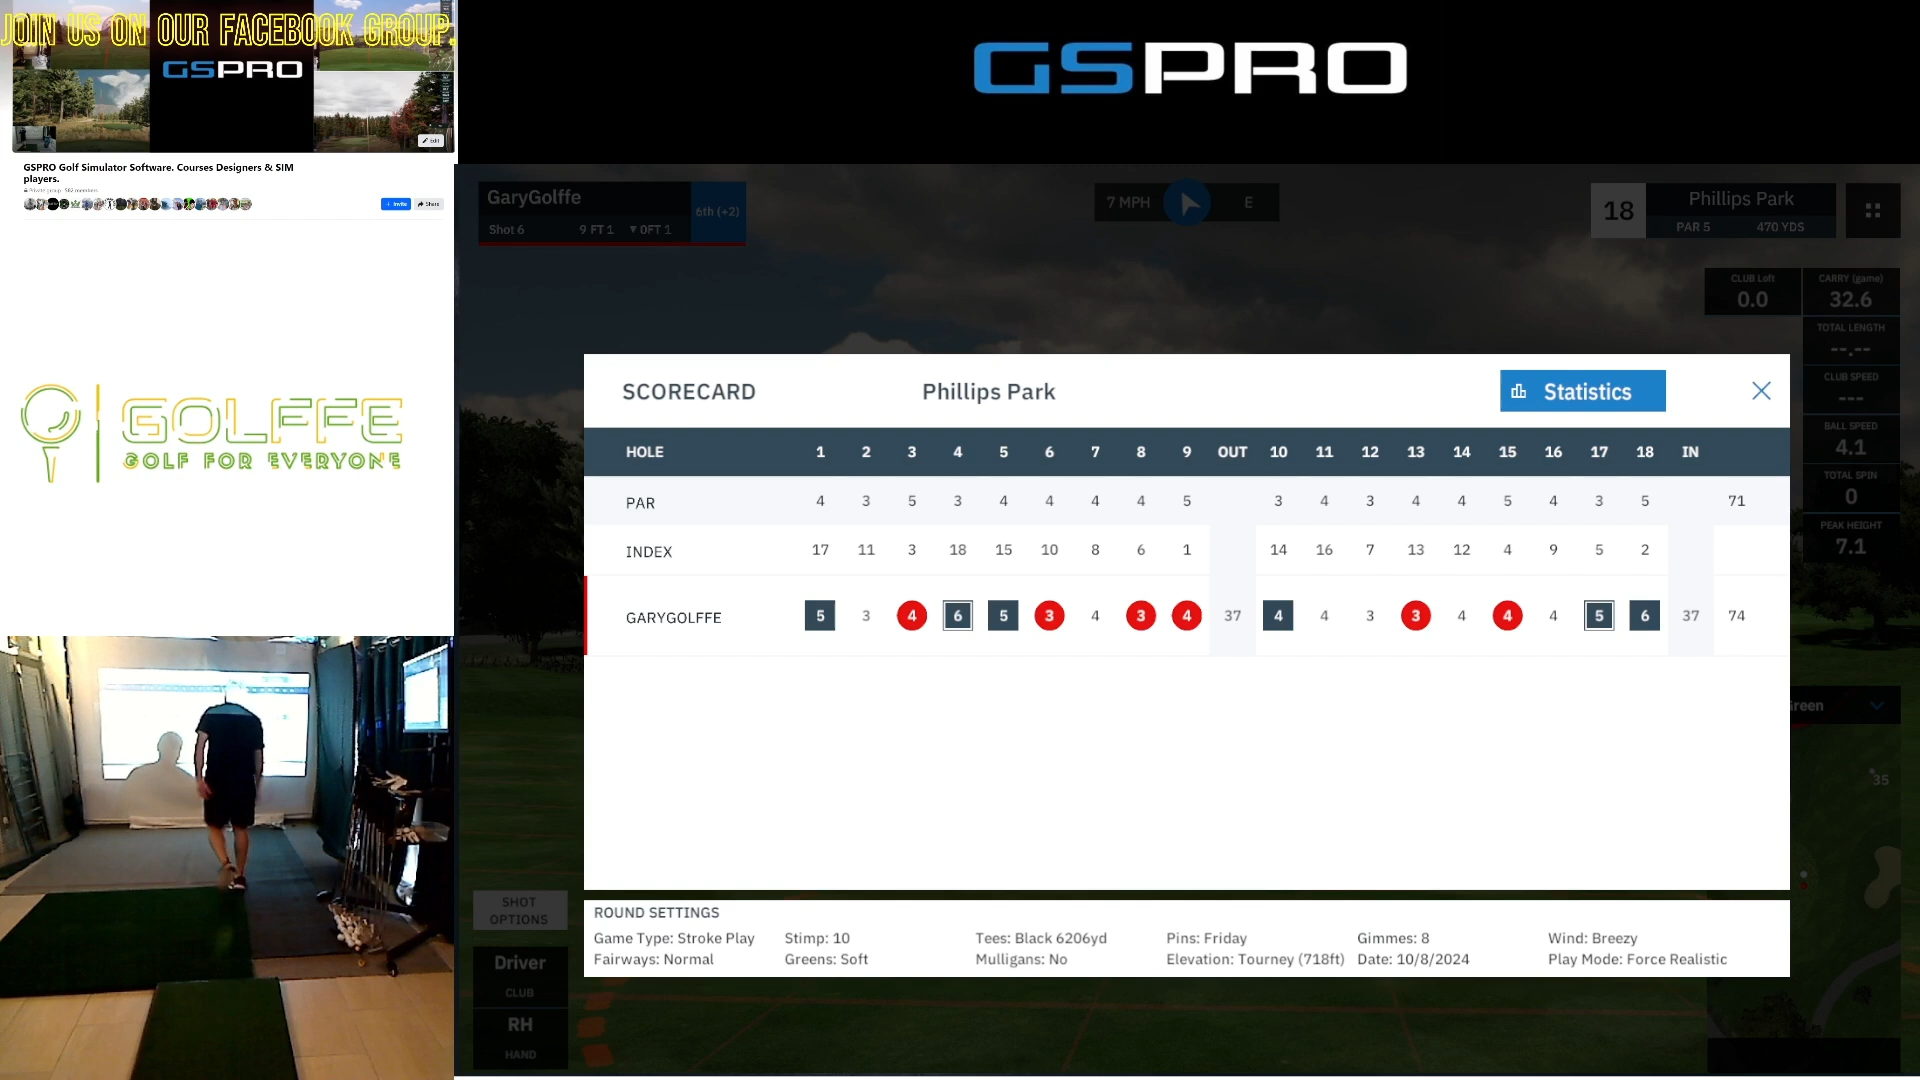 JOIN US ON OUR FACEBOOK GROUP.
GSPRO
Edit
GSPRO Golf Simulator Software. Courses Designers & SIM
players.
Private group · 582 members
+ Invite
Share
GOLFFE
GOLF FOR EVERYONE
GSPRO
GaryGolffe
6th (+2)
Shot 6 9 FT 1 ▼0FT 1
7 MPH E
18
Phillips Park
PAR 5 470 YDS
CLUB Loft
0.0
CARRY (game)
32.6
TOTAL LENGTH
--.--
CLUB SPEED
---
BALL SPEED
4.1
TOTAL SPIN
0
PEAK HEIGHT
7.1
SCORECARD Phillips Park Statistics
HOLE 1 2 3 4 5 6 7 8 9 OUT 10 11 12 13 14 15 16 17 18 IN
PAR 4 3 5 3 4 4 4 4 5 3 4 3 4 4 5 4 3 5 71
INDEX 17 11 3 18 15 10 8 6 1 14 16 7 13 12 4 9 5 2
GARYGOLFFE 5 3 4 6 5 3 4 3 4 37 4 4 3 3 4 4 4 5 6 37 74
35
SHOT
OPTIONS
Driver
CLUB
RH
HAND
ROUND SETTINGS
Game Type: Stroke Play Stimp: 10 Tees: Black 6206yd Pins: Friday Gimmes: 8 Wind: Breezy
Fairways: Normal Greens: Soft Mulligans: No Elevation: Tourney (718ft) Date: 10/8/2024 Play Mode: Force Realistic